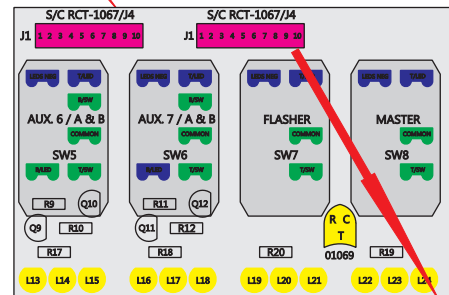 S/C RCT-1067/J4 S/C RCT-1067/J4
J1 1 2 3 4 5 6 7 8 9 10 J1 1 2 3 4 5 6 7 8 9 10
T/LED T/LED T/LED T/LED
R/SW R/SW
AUX. 6 / A & B AUX. 7 / A & B FLASHER MASTER
COMMON COMMON COMMON COMMON
SW5 SW6 SW7 SW8
R/LED T/SW R/LED T/SW T/SW T/SW
R9 Q10 R11 Q12
Q9 R10 Q11 R12 R C
T
R17 R18 R20 01069 R19
L13 L14 L15 L16 L17 L18 L19 L20 L21 L22 L23 L24